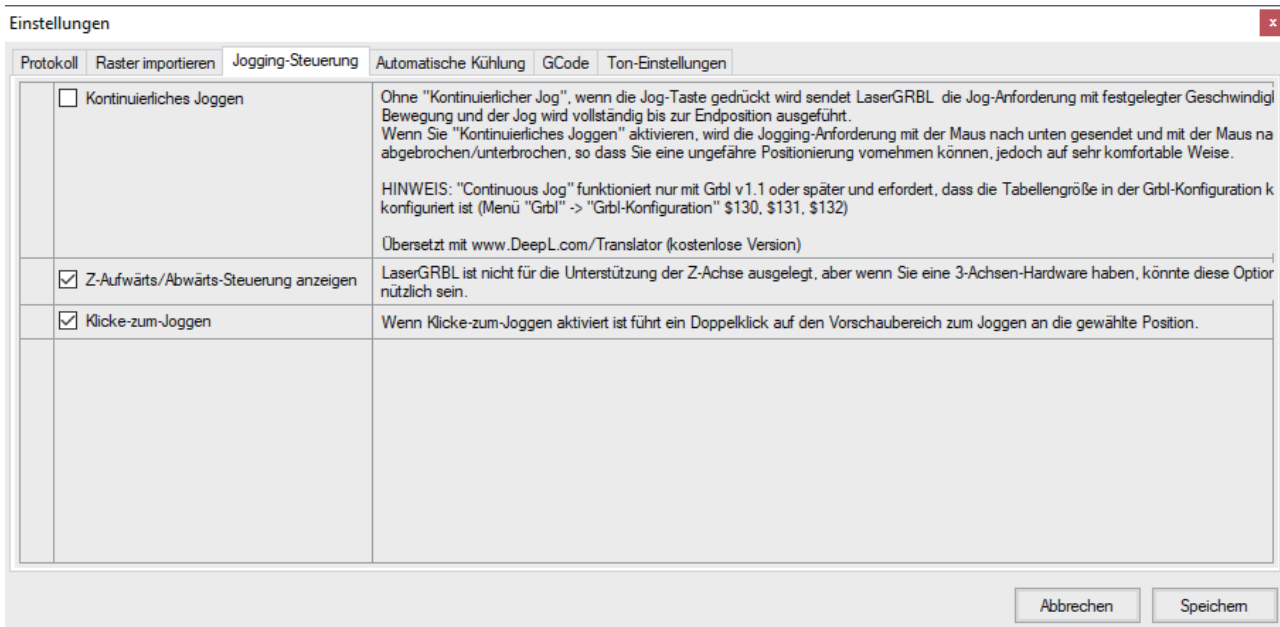 Einstellungen
x
Protokoll Raster importieren Jogging-Steuerung Automatische Kühlung GCode Ton-Einstellungen
Kontinuierliches Joggen
Ohne "Kontinuierlicher Jog", wenn die Jog-Taste gedrückt wird sendet LaserGRBL die Jog-Anforderung mit festgelegter
Bewegung und der Jog wird vollständig bis zur Endposition ausgeführt.
Wenn Sie "Kontinuierliches Joggen" aktivieren, wird die Jogging-Anforderung mit der Maus nach unten gesendet und mit der Maus
abgebrochen/unterbrochen, so dass Sie eine ungefähre Positionierung vornehmen können, jedoch auf sehr komfortable Weise.
HINWEIS: "Continuous Jog" funktioniert nur mit Grbl v1.1 oder später und erfordert, dass die Tabellengröße in der Grbl-Konfiguration
konfiguriert ist (Menü "Grbl" -> "Grbl-Konfiguration" $130, $131, $132)
Übersetzt mit www.DeepL.com/Translator (kostenlose Version)
Z-Aufwärts/Abwärts-Steuerung anzeigen
LaserGRBL ist nicht für die Unterstützung der Z-Achse ausgelegt, aber wenn Sie eine 3-Achsen-Hardware haben, könnte diese
nützlich sein.
Klicke-zum-Joggen
Wenn Klicke-zum-Joggen aktiviert ist führt ein Doppelklick auf den Vorschaubereich zum Joggen an die gewählte Position.
Abbrechen Speichern